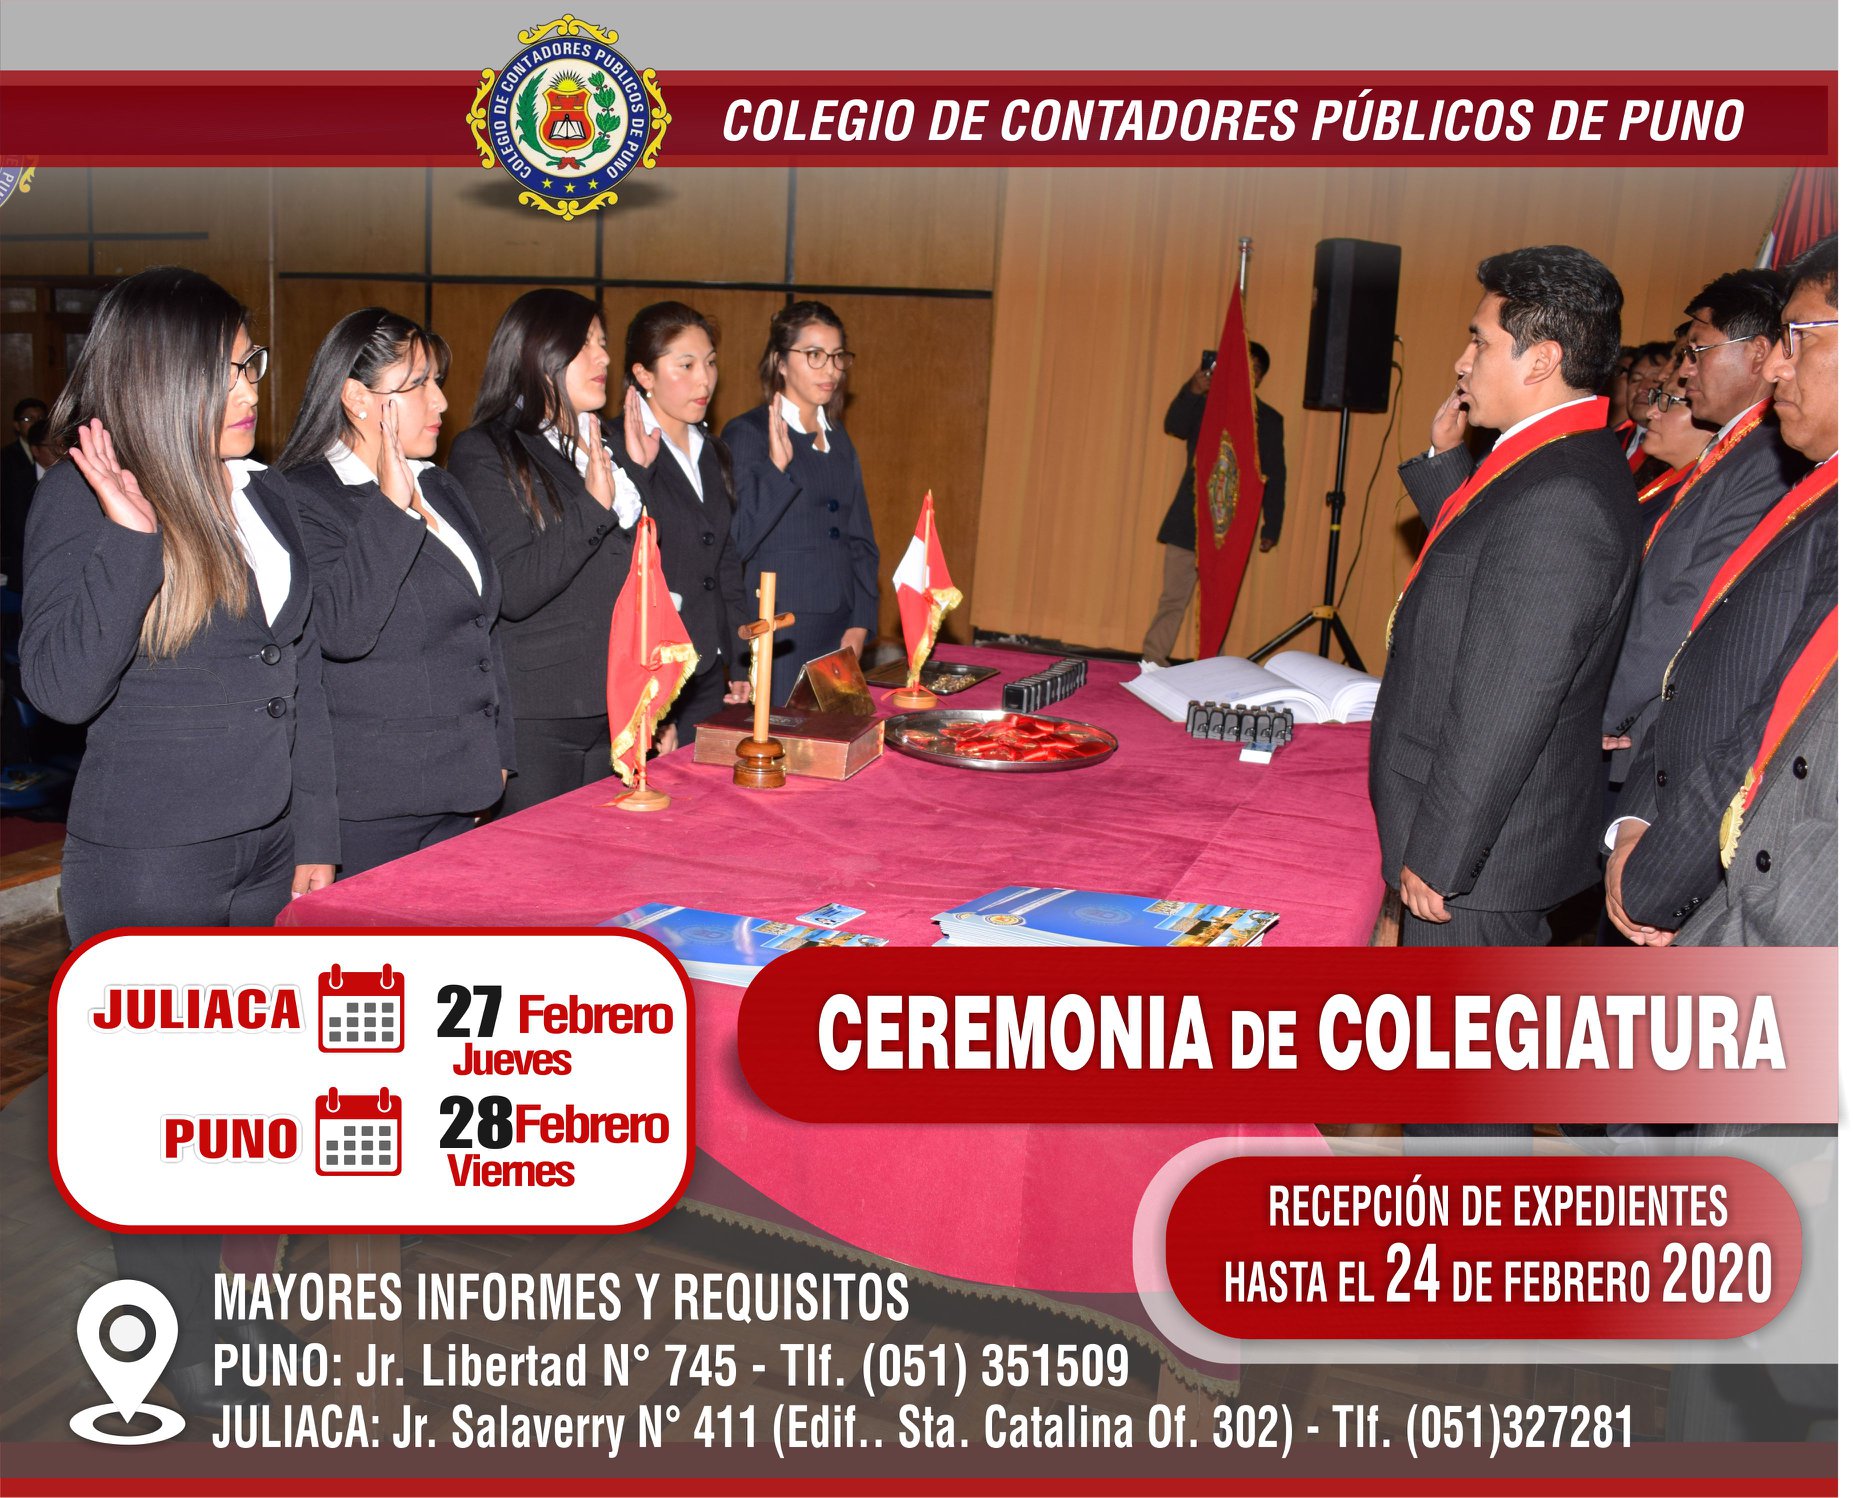 COLEGIO DE CONTADORES PÚBLICOS DE PUNO
COLEGIO DE CONTADORES PUBLICOS DE PUNO
JULIACA
27 Febrero
Jueves
PUNO
28 Febrero
Viernes
CEREMONIA DE COLEGIATURA
RECEPCIÓN DE EXPEDIENTES
HASTA EL 24 DE FEBRERO 2020
MAYORES INFORMES Y REQUISITOS
PUNO: Jr. Libertad N° 745 - Tlf. (051) 351509
JULIACA: Jr. Salaverry N° 411 (Edif.. Sta. Catalina Of. 302) - Tlf. (051)327281